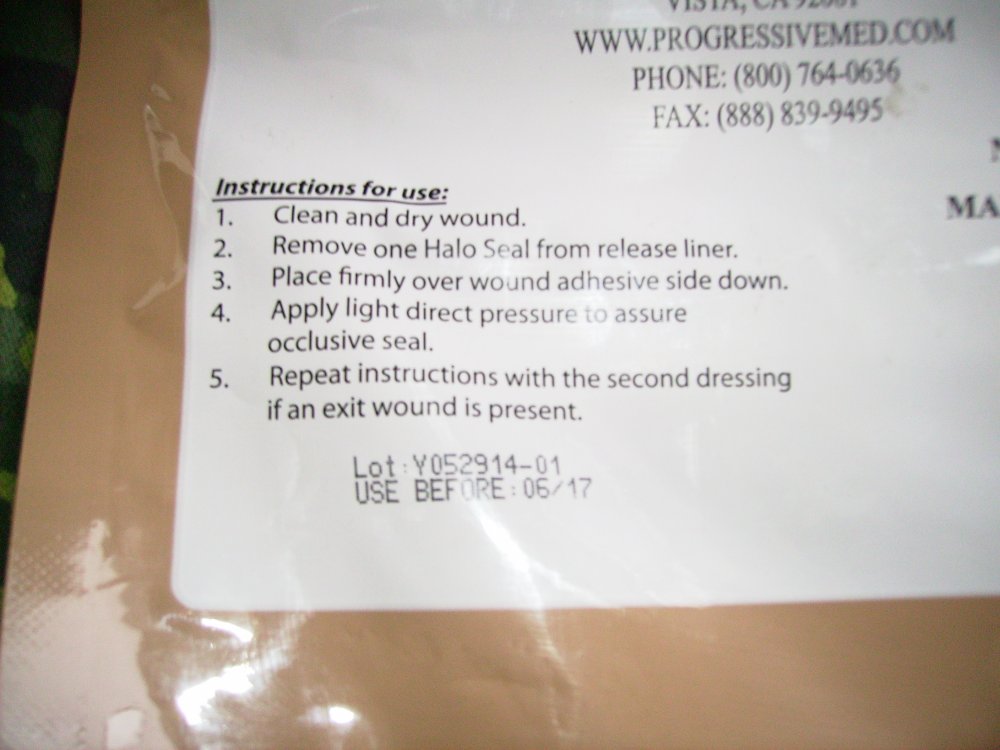 VISTA, CA 92081
WWW.PROGRESSIVEMED.COM
PHONE: (800) 764-0636
FAX: (888) 839-9495
MA
Instructions for use:
1. Clean and dry wound.
2. Remove one Halo Seal from release liner.
3. Place firmly over wound adhesive side down.
4. Apply light direct pressure to assure
occlusive seal.
5. Repeat instructions with the second dressing
if an exit wound is present.
Lot:Y052914-01
USE BEFORE:06/17